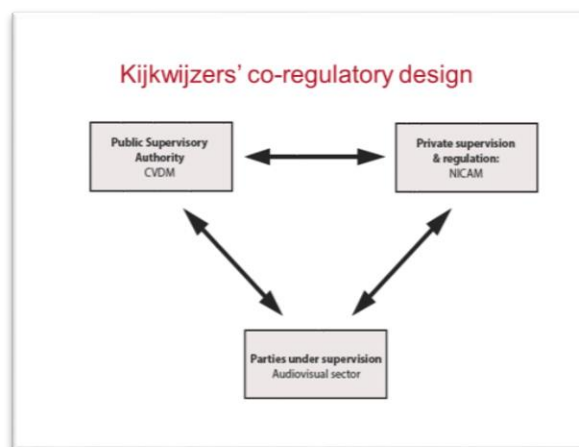 Kijkwijzers' co-regulatory design
Public Supervisory
Authority
CVDM
Private supervision
& regulation:
NICAM
Parties under supervision
Audiovisual sector